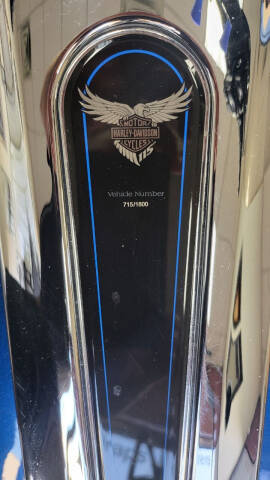 MOTOR
HARLEY-DAVIDSON
CYCLES
Vehicle Number
715/1800